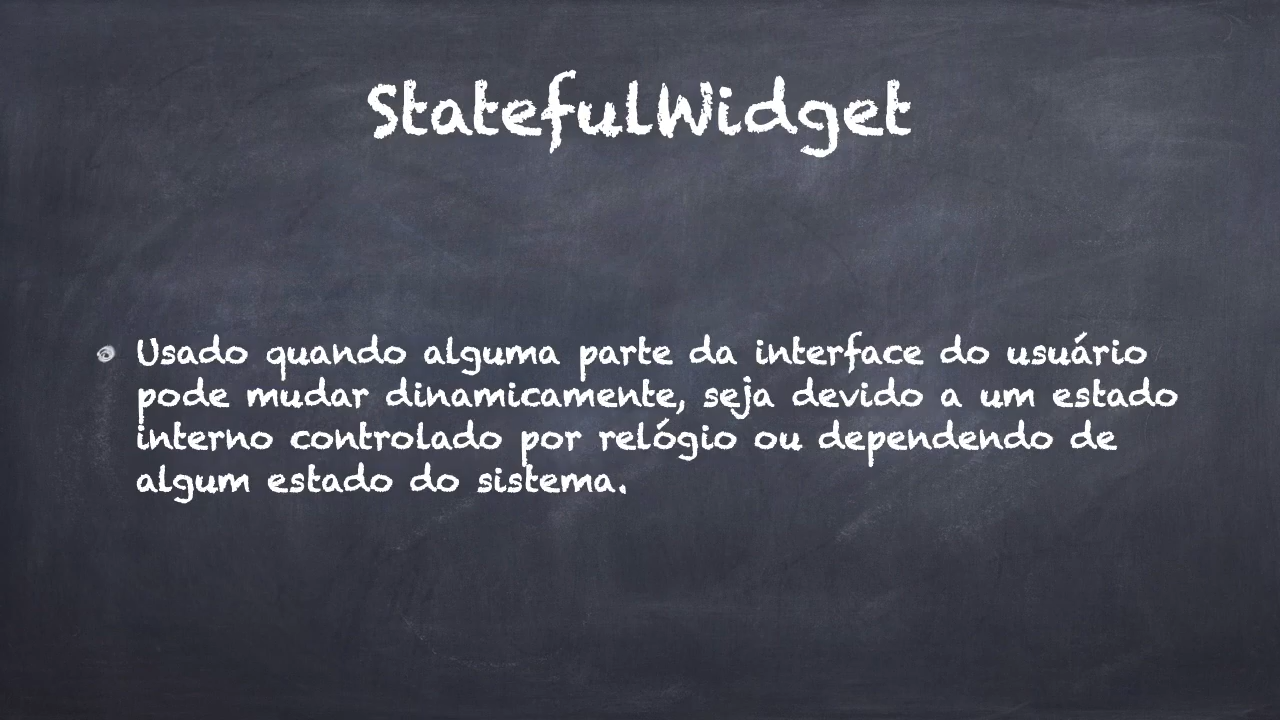 StatefulWidget
Usado quando alguma parte da interface do usuário
pode mudar dinamicamente, seja devido a um estado
interno controlado por relógio ou dependendo de
algum estado do sistema.